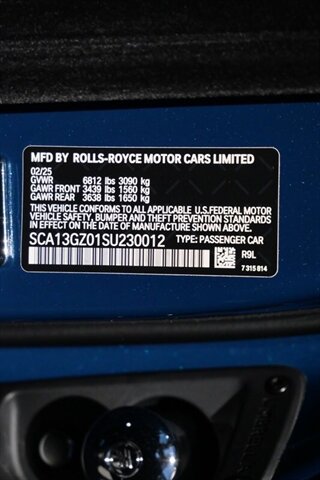 MFD BY ROLLS-ROYCE MOTOR CARS LIMITED
02/25
GVWR 6812 lbs 3090 kg
GAWR FRONT 3439 lbs 1560 kg
GAWR REAR 3638 lbs 1650 kg
THIS VEHICLE CONFORMS TO ALL APPLICABLE U.S.FEDERAL MOTOR
VEHICLE SAFETY, BUMPER AND THEFT PREVENTION STANDARDS
IN EFFECT ON THE DATE OF MANUFACTURE SHOWN ABOVE.
SCA13GZ01SU230012 TYPE: PASSENGER CAR
R9L
7 315 614